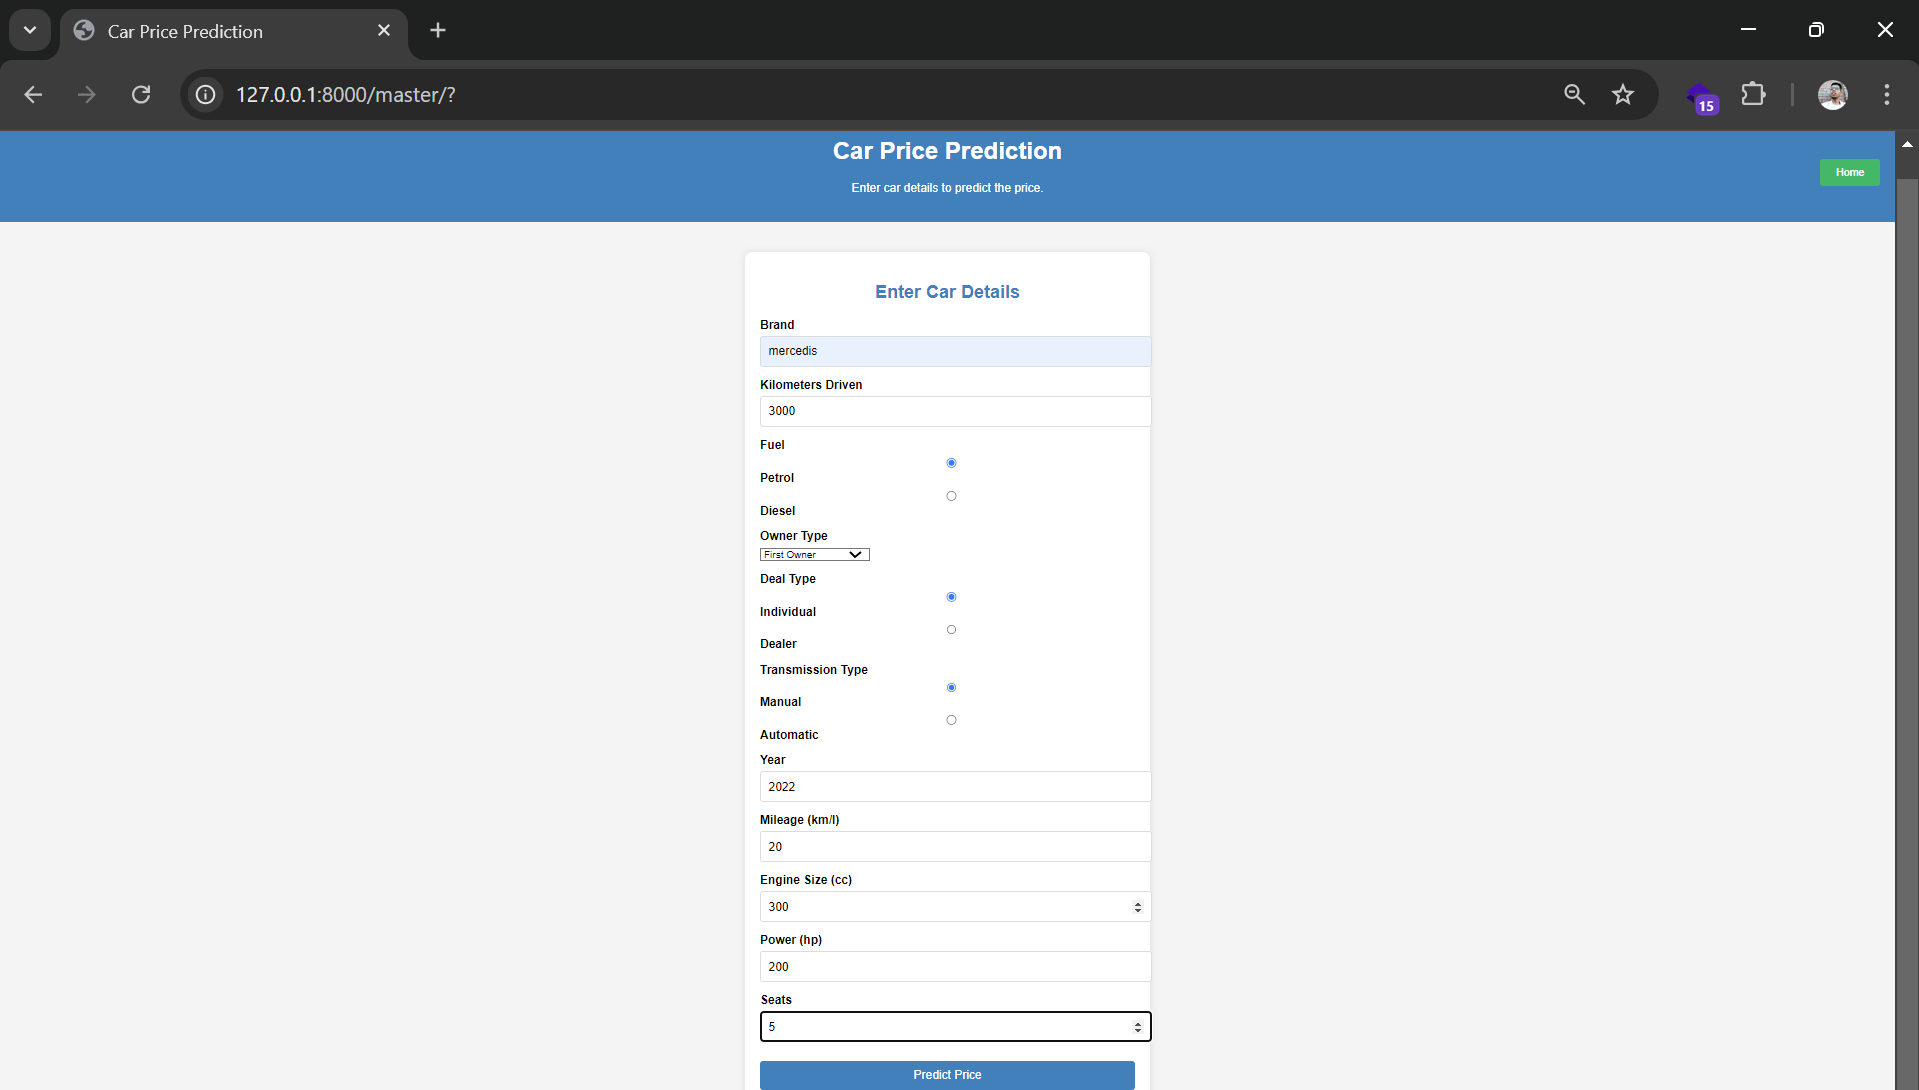 Car Price Prediction
127.0.0.1:8000/master/?
15
Car Price Prediction
Enter car details to predict the price.
Home
Enter Car Details
Brand
mercedis
Kilometers Driven
3000
Fuel
Petrol
Diesel
Owner Type
First Owner
Deal Type
Individual
Dealer
Transmission Type
Manual
Automatic
Year
2022
Mileage (km/l)
20
Engine Size (cc)
300
Power (hp)
200
Seats
5
Predict Price